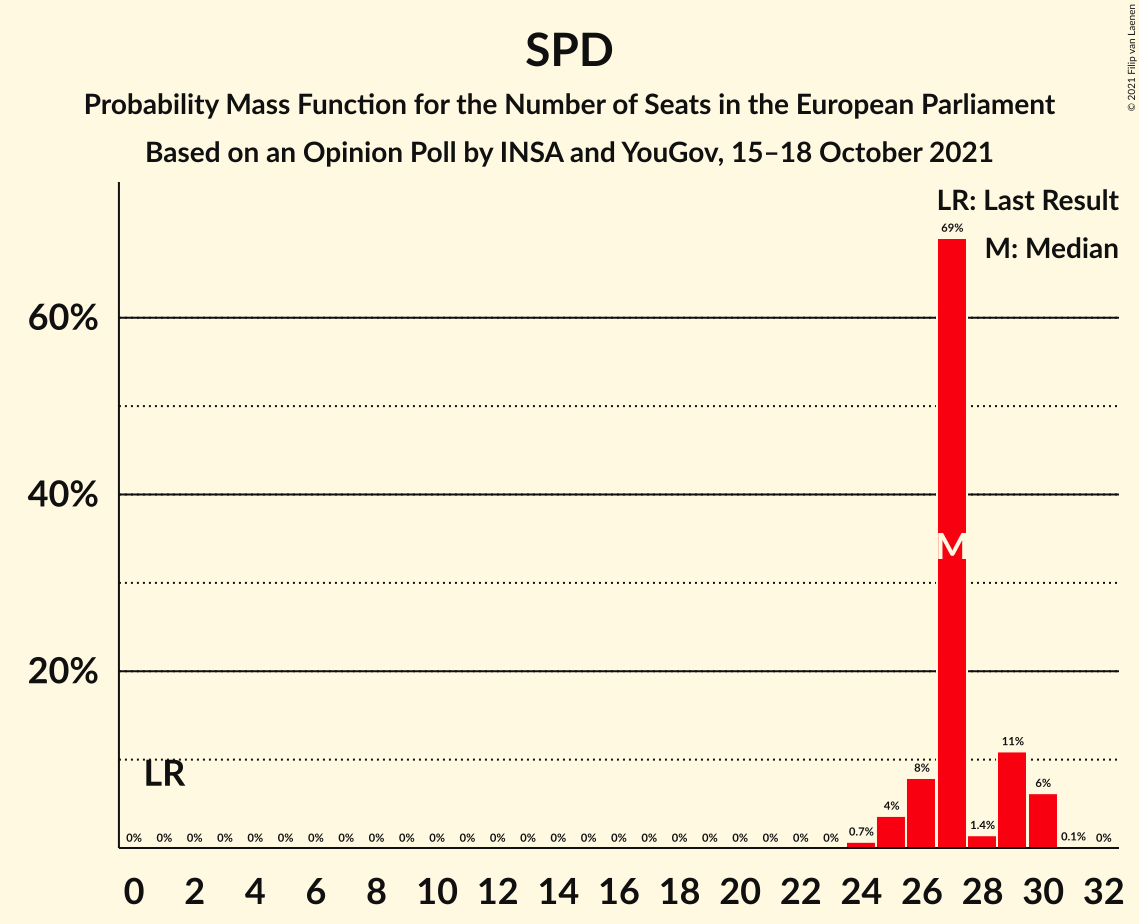 SPD
Probability Mass Function for the Number of Seats in the European Parliament
Based on an Opinion Poll by INSA and YouGov, 15–18 October 2021
© 2021 Filip van Laenen
LR: Last Result
M: Median
69%
60%
40%
M
20%
LR
11%
8%
6%
4%
0% 0% 0% 0% 0% 0% 0% 0% 0% 0% 0% 0% 0% 0% 0% 0% 0% 0% 0% 0% 0% 0% 0% 0% 0.7% 1.4% 0.1% 0%
0 2 4 6 8 10 12 14 16 18 20 22 24 26 28 30 32